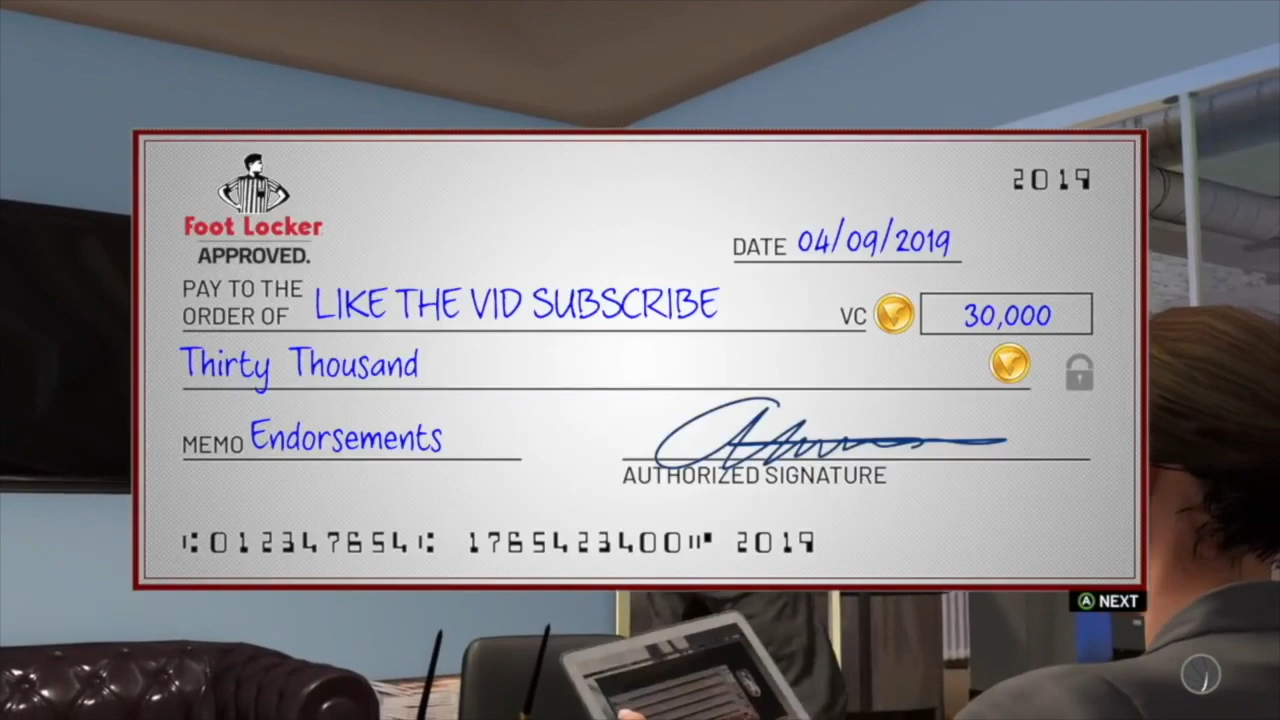 2019
Foot Locker
APPROVED.
DATE 04/09/2019
PAY TO THE
ORDER OF LIKE THE VID SUBSCRIBE
VC 30,000
Thirty Thousand
MEMO Endorsements
AUTHORIZED SIGNATURE
⑆012347654⑆ 1765423400⑈ 2019
A NEXT